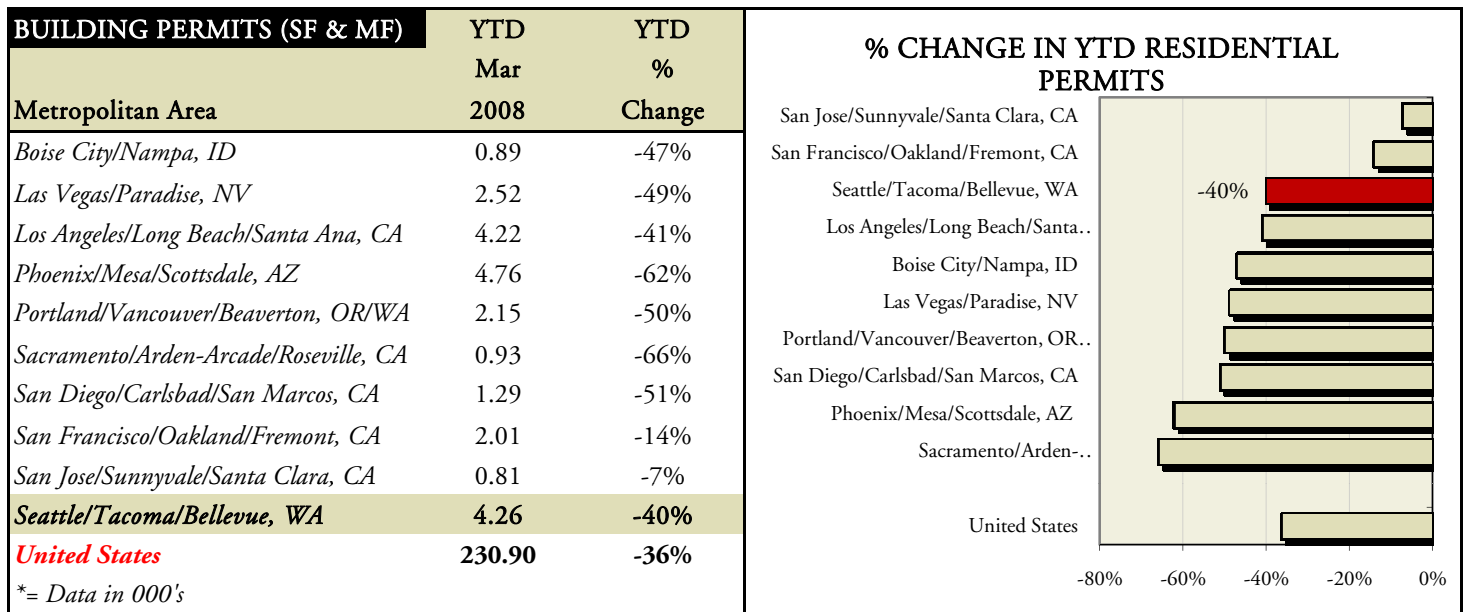 BUILDING PERMITS (SF & MF) YTD YTD
Mar %
Metropolitan Area 2008 Change
Boise City/Nampa, ID 0.89 -47%
Las Vegas/Paradise, NV 2.52 -49%
Los Angeles/Long Beach/Santa Ana, CA 4.22 -41%
Phoenix/Mesa/Scottsdale, AZ 4.76 -62%
Portland/Vancouver/Beaverton, OR/WA 2.15 -50%
Sacramento/Arden-Arcade/Roseville, CA 0.93 -66%
San Diego/Carlsbad/San Marcos, CA 1.29 -51%
San Francisco/Oakland/Fremont, CA 2.01 -14%
San Jose/Sunnyvale/Santa Clara, CA 0.81 -7%
Seattle/Tacoma/Bellevue, WA 4.26 -40%
United States 230.90 -36%
*= Data in 000's
% CHANGE IN YTD RESIDENTIAL
PERMITS
San Jose/Sunnyvale/Santa Clara, CA
San Francisco/Oakland/Fremont, CA
Seattle/Tacoma/Bellevue, WA -40%
Los Angeles/Long Beach/Santa..
Boise City/Nampa, ID
Las Vegas/Paradise, NV
Portland/Vancouver/Beaverton, OR..
San Diego/Carlsbad/San Marcos, CA
Phoenix/Mesa/Scottsdale, AZ
Sacramento/Arden-..
United States
-80% -60% -40% -20% 0%